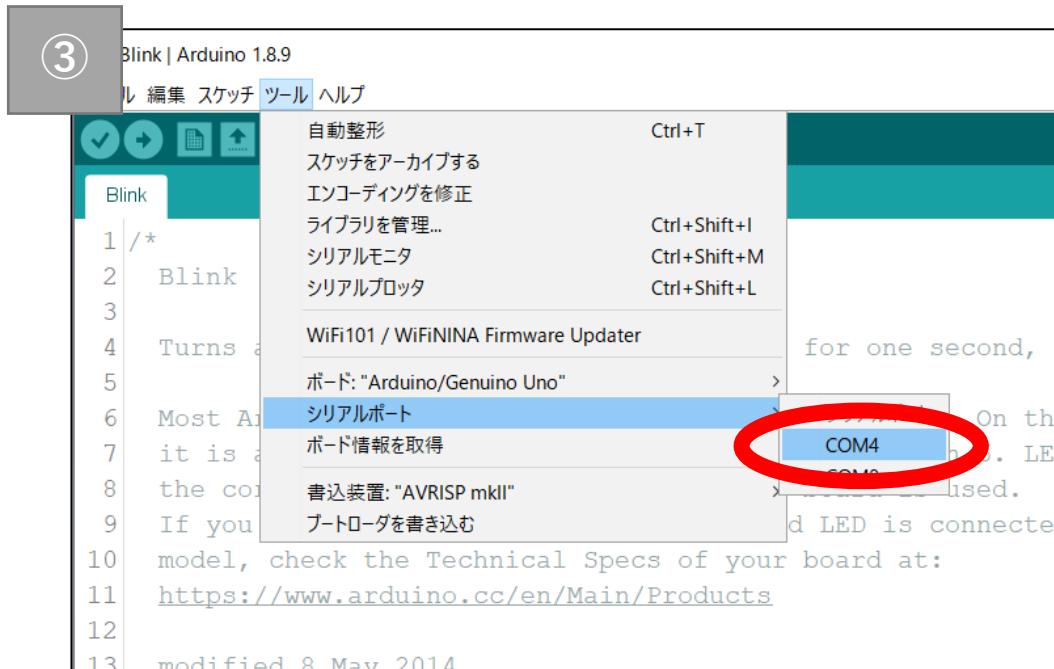 ③
Blink | Arduino 1.8.9
ル 編集 スケッチ ツール ヘルプ
自動整形 Ctrl+T
スケッチをアーカイブする
エンコーディングを修正
ライブラリを管理... Ctrl+Shift+I
シリアルモニタ Ctrl+Shift+M
シリアルプロッタ Ctrl+Shift+L
WiFi101 / WiFiNINA Firmware Updater
ボード: "Arduino/Genuino Uno"
シリアルポート
ボード情報を取得
書込装置: "AVRISP mkII"
ブートローダを書き込む
COM4
Blink
1 /*
2 Blink
3
4 Turns for one second,
5
6 Most On th
7 it is LE
8 the used.
9 If you LED is connecte
10 model, check the Technical Specs of your board at:
11 https://www.arduino.cc/en/Main/Products
12
13 modified 8 May 2014